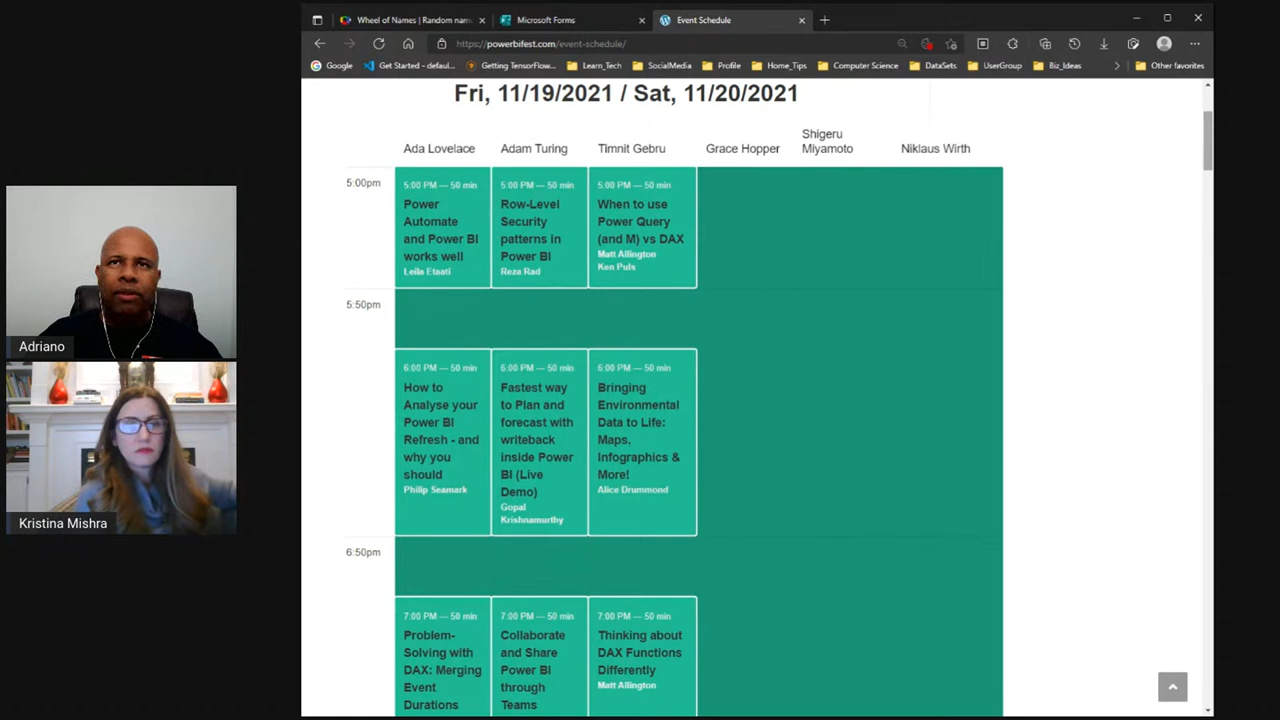 Wheel of Names | Random nam
Microsoft Forms
Event Schedule
https://powerbifest.com/event-schedule/
Google
Get Started - defaul...
Getting TensorFlow...
Learn_Tech
SocialMedia
Profile
Home_Tips
Computer Science
DataSets
UserGroup
Biz_Ideas
Other favorites
Fri, 11/19/2021 / Sat, 11/20/2021
Ada Lovelace
Adam Turing
Timnit Gebru
Grace Hopper
Shigeru
Miyamoto
Niklaus Wirth
5:00pm
5:00 PM — 50 min
Power
Automate
and Power BI
works well
Leila Etaati
5:00 PM — 50 min
Row-Level
Security
patterns in
Power BI
Reza Rad
5:00 PM — 50 min
When to use
Power Query
(and M) vs DAX
Matt Allington
Ken Puls
5:50pm
6:00 PM — 50 min
How to
Analyse your
Power BI
Refresh - and
why you
should
Philip Seamark
6:00 PM — 50 min
Fastest way
to Plan and
forecast with
writeback
inside Power
BI (Live
Demo)
Gopal
Krishnamurthy
6:00 PM — 50 min
Bringing
Environmental
Data to Life:
Maps,
Infographics &
More!
Alice Drummond
6:50pm
7:00 PM — 50 min
Problem-
Solving with
DAX: Merging
Event
Durations
7:00 PM — 50 min
Collaborate
and Share
Power BI
through
Teams
7:00 PM — 50 min
Thinking about
DAX Functions
Differently
Matt Allington
Adriano
Kristina Mishra